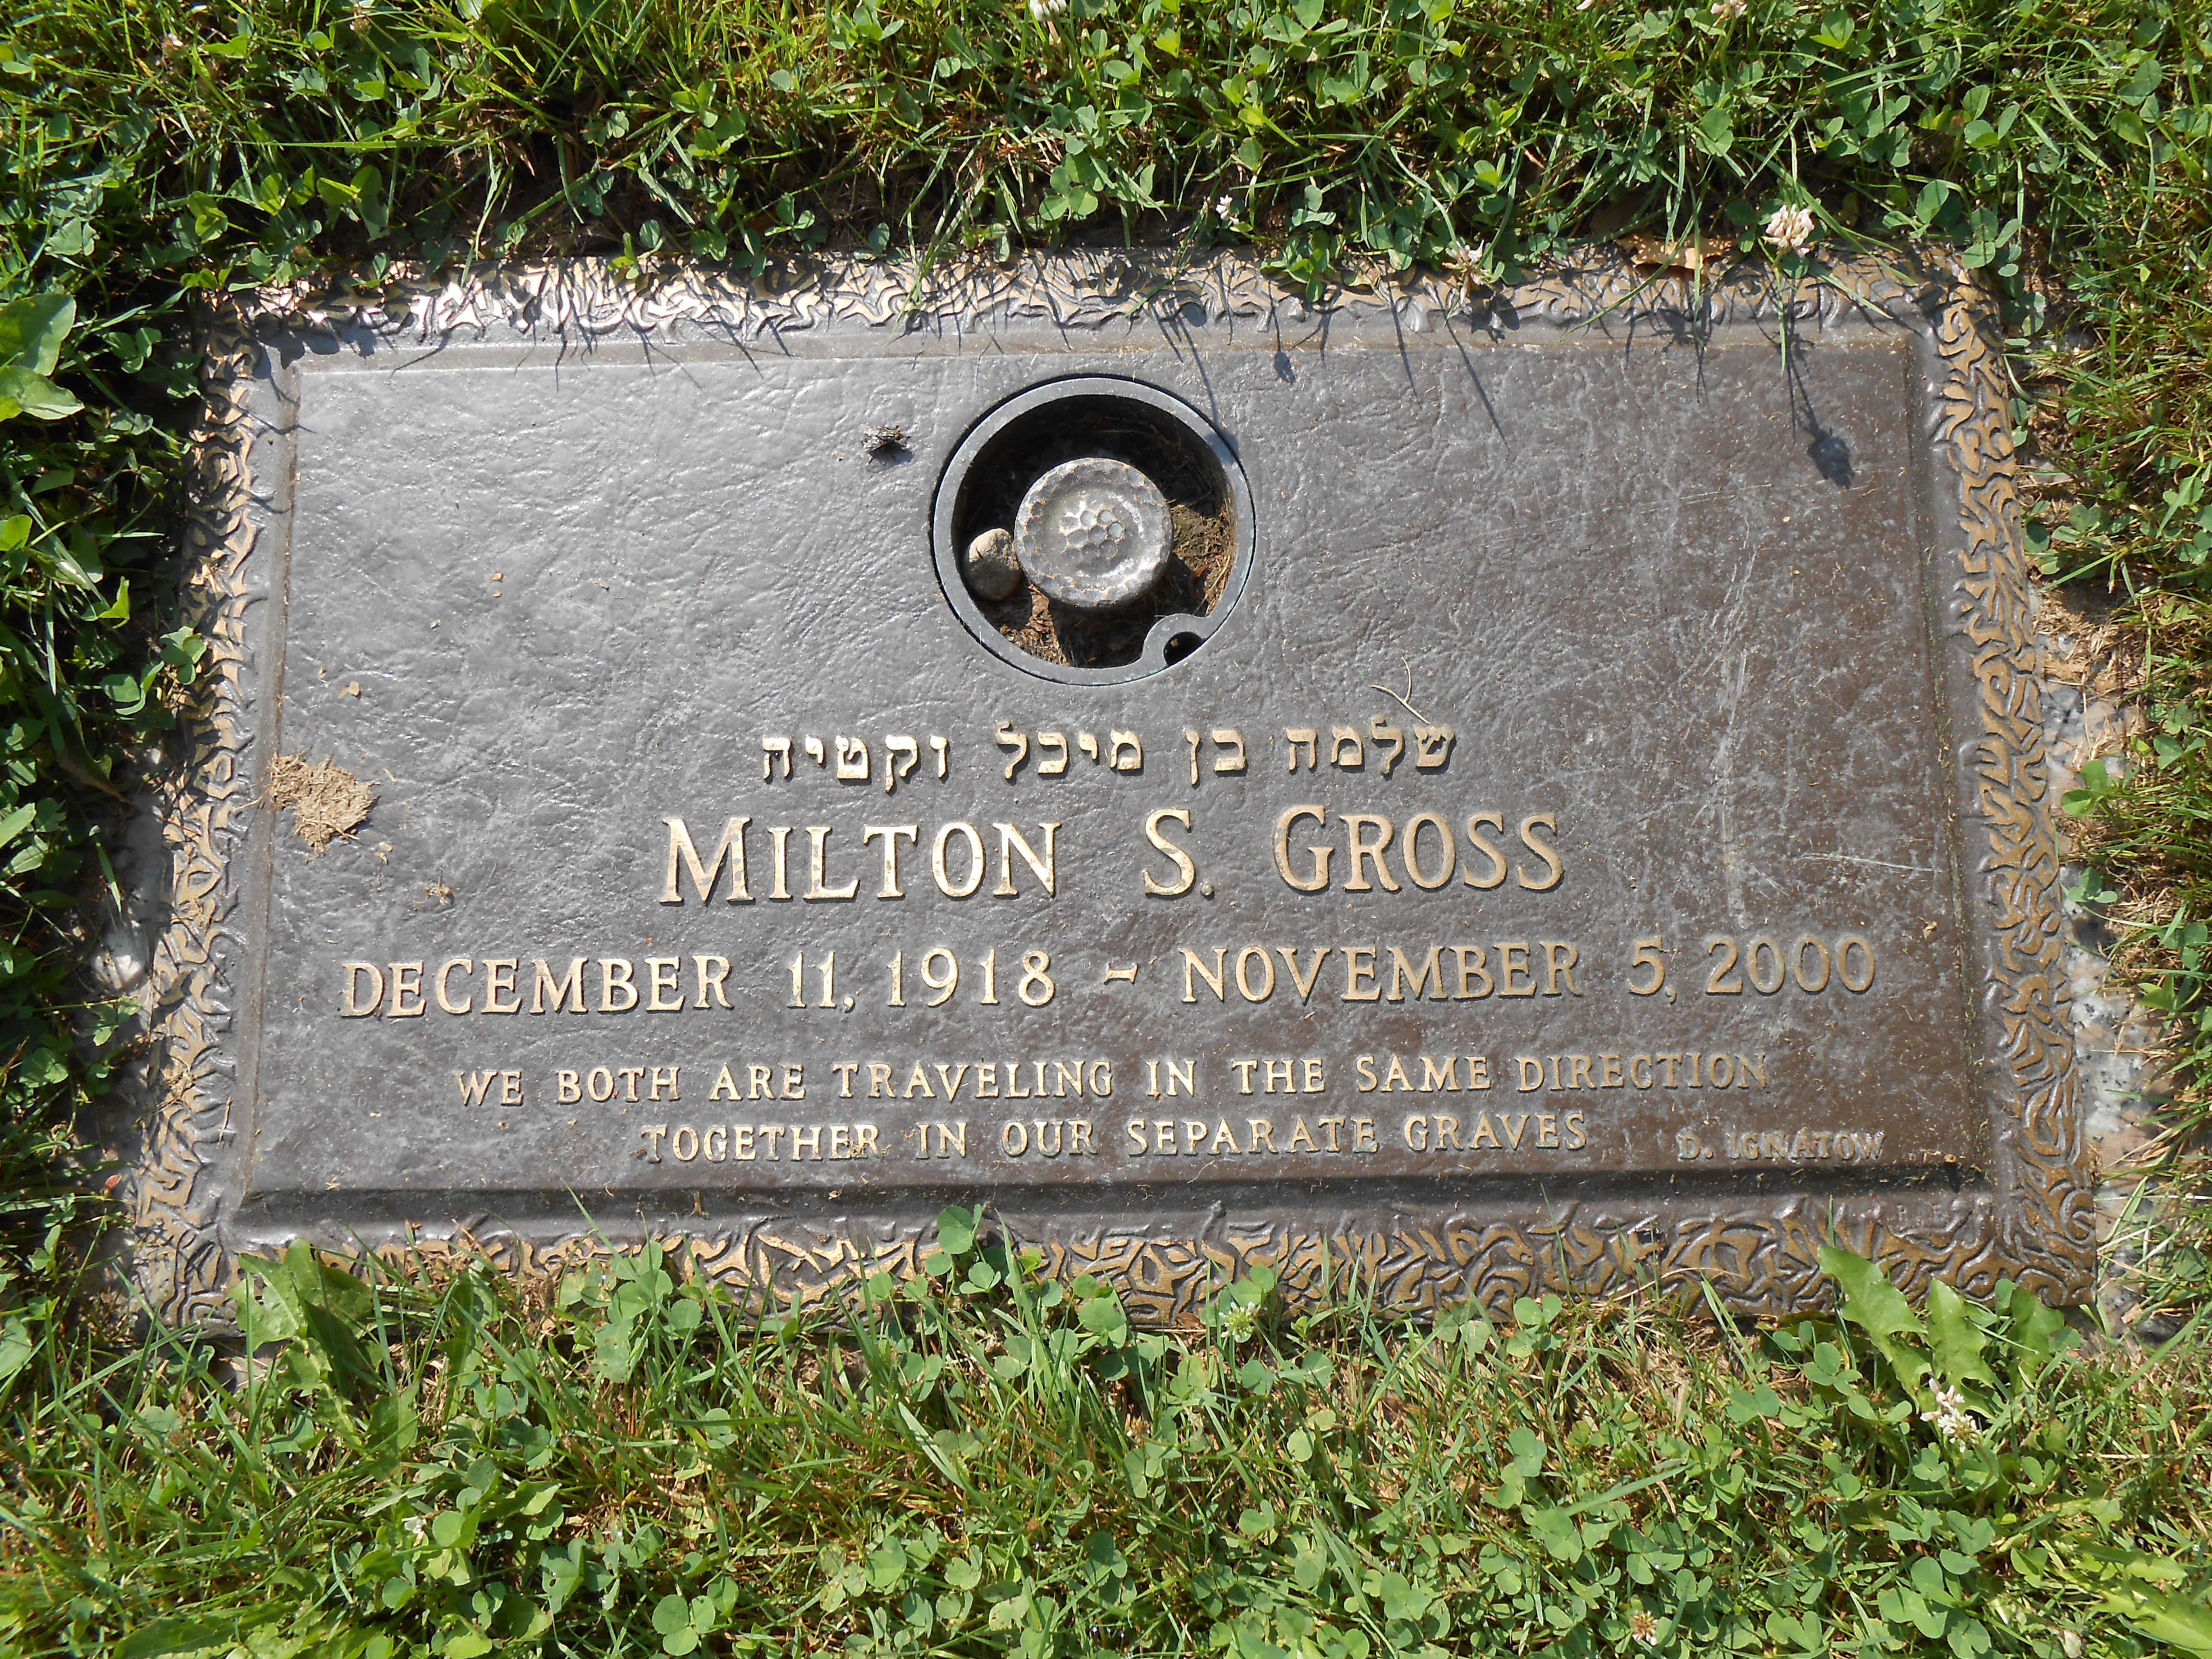 שלמה בן מיכל וקטיה
MILTON S. GROSS
DECEMBER 11, 1918 - NOVEMBER 5, 2000
WE BOTH ARE TRAVELING IN THE SAME DIRECTION
TOGETHER IN OUR SEPARATE GRAVES D. IGNATOW